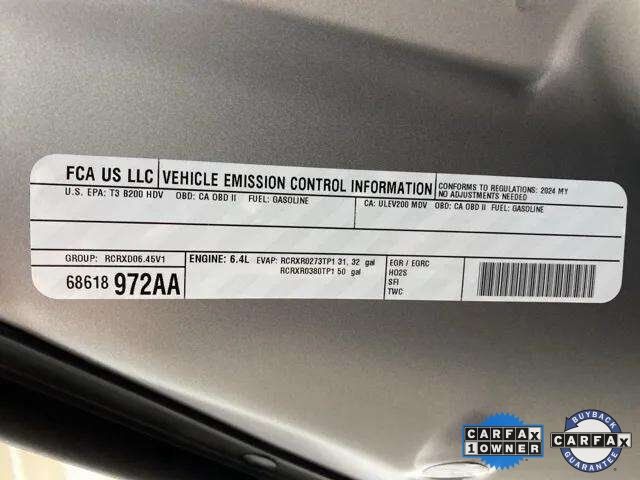 FCA US LLC
VEHICLE EMISSION CONTROL INFORMATION
CONFORMS TO REGULATIONS: 2024 MY
NO ADJUSTMENTS NEEDED
U.S. EPA: T3 B200 HDV OBD: CA OBD II FUEL: GASOLINE
CA: ULEV200 MDV OBD: CA OBD II FUEL: GASOLINE
GROUP: RCRXD06.45V1
68618 972AA
ENGINE: 6.4L EVAP: RCRXR0273TP1 31, 32 gal
RCRXR0380TP1 50 gal
EGR / EGRC
HO2S
SFI
TWC
CARFAX
1 OWNER
BUYBACK
CARFAX
GUARANTEE